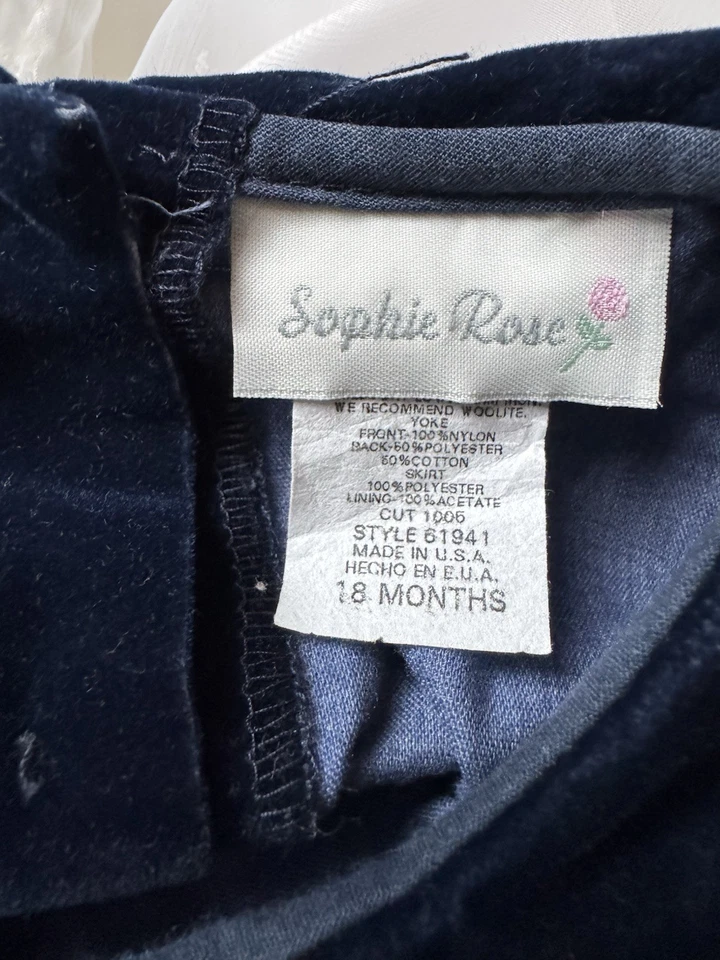 Sophie Rose
WE RECOMMEND WOOLITE.
YOKE
FRONT-100%NYLON
BACK-50%POLYESTER
50%COTTON
SKIRT
100%POLYESTER
LINING-100%ACETATE
CUT 1006
STYLE 61941
MADE IN U.S.A.
HECHO EN E.U.A.
18 MONTHS